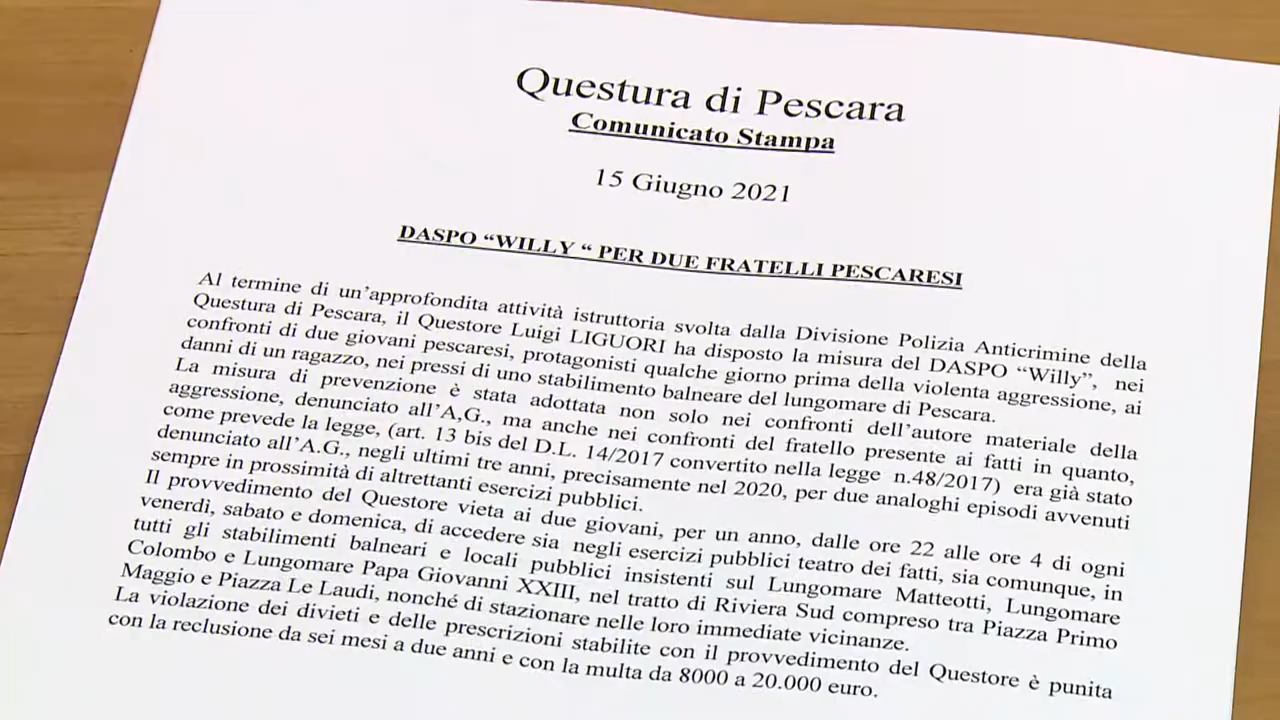 Questura di Pescara
Comunicato Stampa
15 Giugno 2021
DASPO “WILLY “ PER DUE FRATELLI PESCARESI
Al termine di un’approfondita attività istruttoria svolta dalla Divisione Polizia Anticrimine della
Questura di Pescara, il Questore Luigi LIGUORI ha disposto la misura del DASPO “Willy”, nei
confronti di due giovani pescaresi, protagonisti qualche giorno prima della violenta aggressione, ai
danni di un ragazzo, nei pressi di uno stabilimento balneare del lungomare di Pescara.
La misura di prevenzione è stata adottata non solo nei confronti dell’autore materiale della
aggressione, denunciato all’A,G., ma anche nei confronti del fratello presente ai fatti in quanto,
come prevede la legge, (art. 13 bis del D.L. 14/2017 convertito nella legge n.48/2017) era già stato
denunciato all’A.G., negli ultimi tre anni, precisamente nel 2020, per due analoghi episodi avvenuti
sempre in prossimità di altrettanti esercizi pubblici.
Il provvedimento del Questore vieta ai due giovani, per un anno, dalle ore 22 alle ore 4 di ogni
venerdì, sabato e domenica, di accedere sia negli esercizi pubblici teatro dei fatti, sia comunque, in
tutti gli stabilimenti balneari e locali pubblici insistenti sul Lungomare Matteotti, Lungomare
Colombo e Lungomare Papa Giovanni XXIII, nel tratto di Riviera Sud compreso tra Piazza Primo
Maggio e Piazza Le Laudi, nonché di stazionare nelle loro immediate vicinanze.
La violazione dei divieti e delle prescrizioni stabilite con il provvedimento del Questore è punita
con la reclusione da sei mesi a due anni e con la multa da 8000 a 20.000 euro.